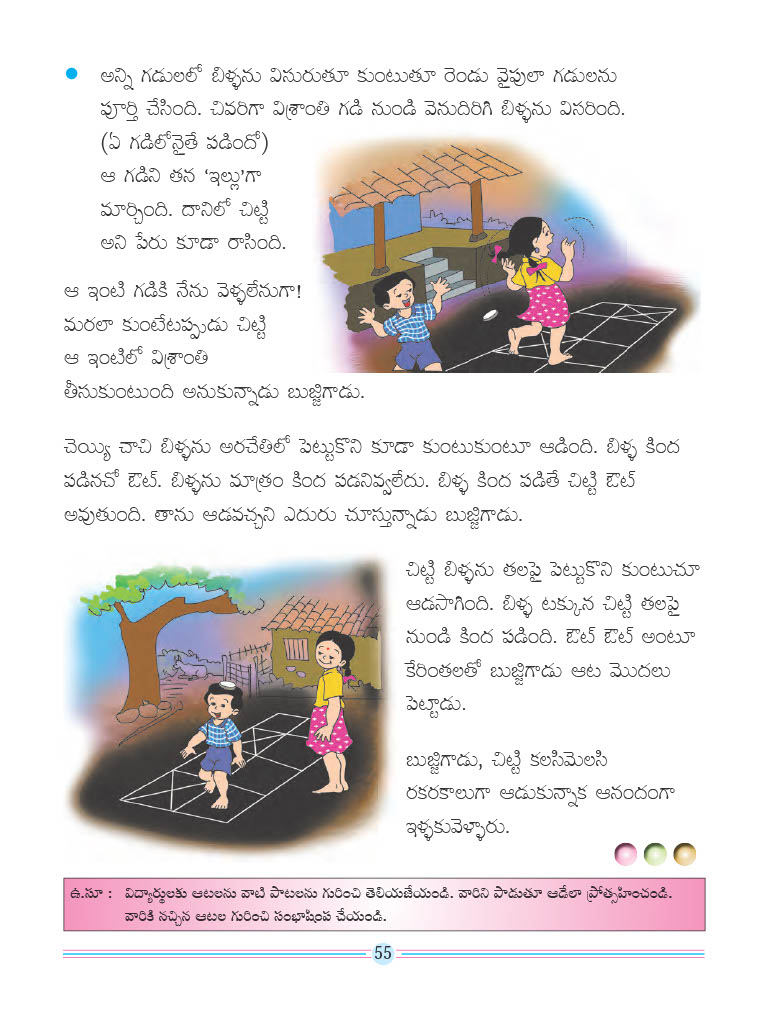 • అన్ని గడులలో బిళ్ళను విసురుతూ కుంటుతూ రెండు వైపులా గడులను
పూర్తి చేసింది. చివరిగా విశ్రాంతి గడి నుండి వెనుదిరిగి బిళ్ళను విసరింది.
(ఏ గడిలోనైతే పడిందో)
ఆ గడిని తన ‘ఇల్లు’గా
మార్చింది. దానిలో చిట్టి
అని పేరు కూడా రాసింది.
ఆ ఇంటి గడికి నేను వెళ్ళలేనుగా!
మరలా కుంటేటప్పుడు చిట్టి
ఆ ఇంటిలో విశ్రాంతి
తీసుకుంటుంది అనుకున్నాడు బుజ్జిగాడు.
చెయ్యి చాచి బిళ్ళను అరచేతిలో పెట్టుకొని కూడా కుంటుకుంటూ ఆడింది. బిళ్ళ కింద
పడినచో ఔట్. బిళ్ళను మాత్రం కింద పడనివ్వలేదు. బిళ్ళ కింద పడితే చిట్టి ఔట్
అవుతుంది. తాను ఆడవచ్చని ఎదురు చూస్తున్నాడు బుజ్జిగాడు.
చిట్టి బిళ్ళను తలపై పెట్టుకొని కుంటుచూ
ఆడసాగింది. బిళ్ళ టక్కున చిట్టి తలపై
నుండి కింద పడింది. ఔట్ ఔట్ అంటూ
కేరింతలతో బుజ్జిగాడు ఆట మొదలు
పెట్టాడు.
బుజ్జిగాడు, చిట్టి కలసిమెలసి
రకరకాలుగా ఆడుకున్నాక ఆనందంగా
ఇళ్ళకువెళ్ళారు.
ఉ.సూ : విద్యార్థులకు ఆటలను వాటి పాటలను గురించి తెలియజేయండి. వారిని పాడుతూ ఆడేలా ప్రోత్సహించండి.
వారికి నచ్చిన ఆటల గురించి సంభాషింప చేయండి.
55